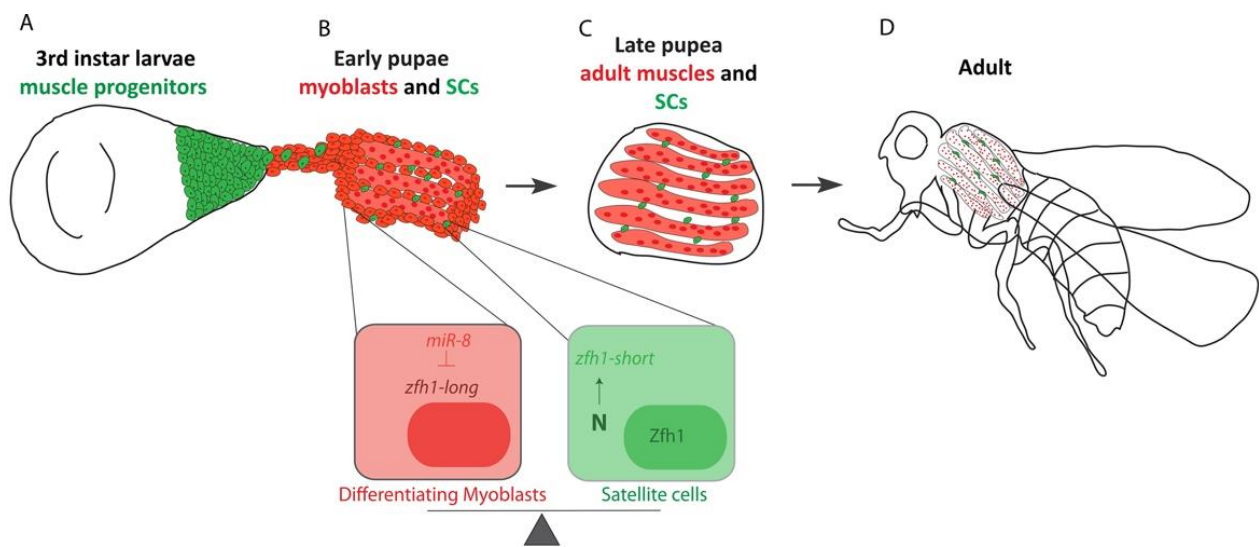 A
3rd instar larvae
muscle progenitors
B
Early pupae
myoblasts and SCs
C
Late pupea
adult muscles and
SCs
D
Adult
miR-8
zfh1-long
Differentiating Myoblasts
zfh1-short
N
Zfh1
Satellite cells